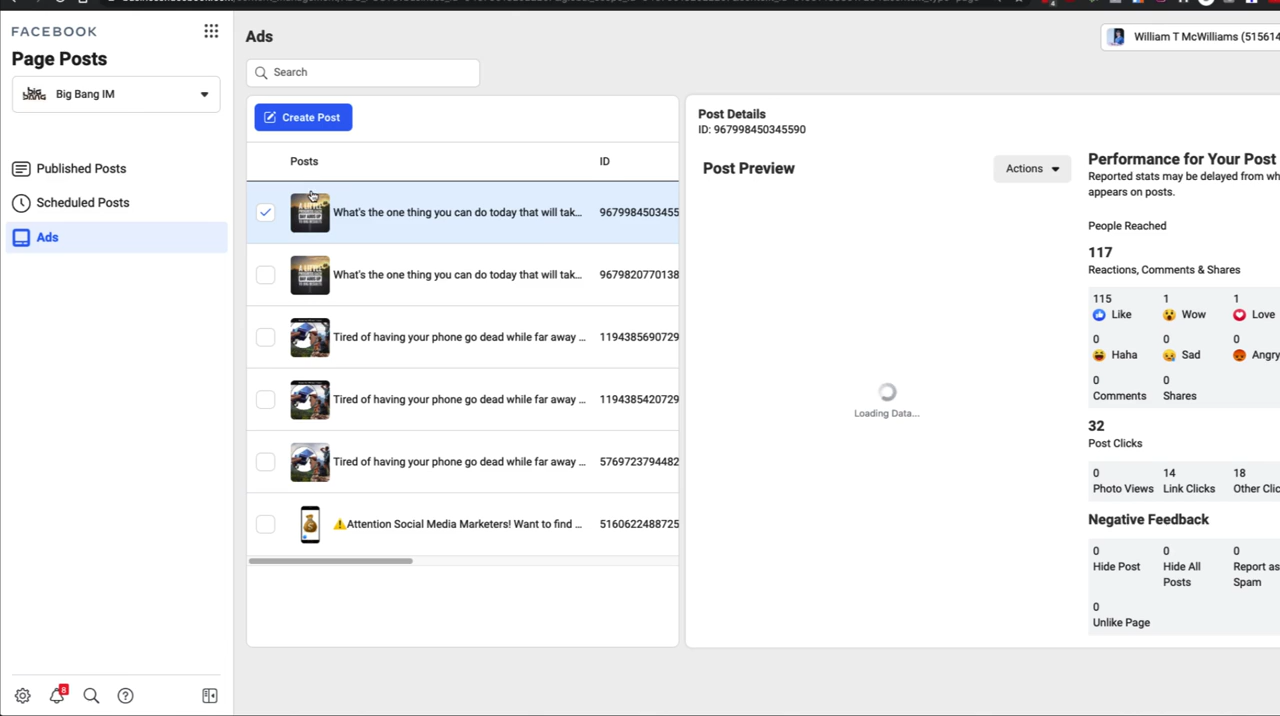 FACEBOOK
Page Posts
Big Bang IM
Published Posts
Scheduled Posts
Ads
8
Ads
Search
William T McWilliams (515614
Create Post
Posts
ID
What's the one thing you can do today that will tak...
9679984503455
What's the one thing you can do today that will tak...
9679820770138
Tired of having your phone go dead while far away ...
1194385690729
Tired of having your phone go dead while far away ...
1194385420729
Tired of having your phone go dead while far away ...
5769723794482
⚠Attention Social Media Marketers! Want to find ...
5160622488725
Post Details
ID: 967998450345590
Post Preview
Actions
Loading Data...
Performance for Your Post
Reported stats may be delayed from wh
appears on posts.
People Reached
117
Reactions, Comments & Shares
115 1 1
Like Wow Love
0 0 0
Haha Sad Angry
0 0
Comments Shares
32
Post Clicks
0 14 18
Photo Views Link Clicks Other Clic
Negative Feedback
0 0 0
Hide Post Hide All Report as
Posts Spam
0
Unlike Page